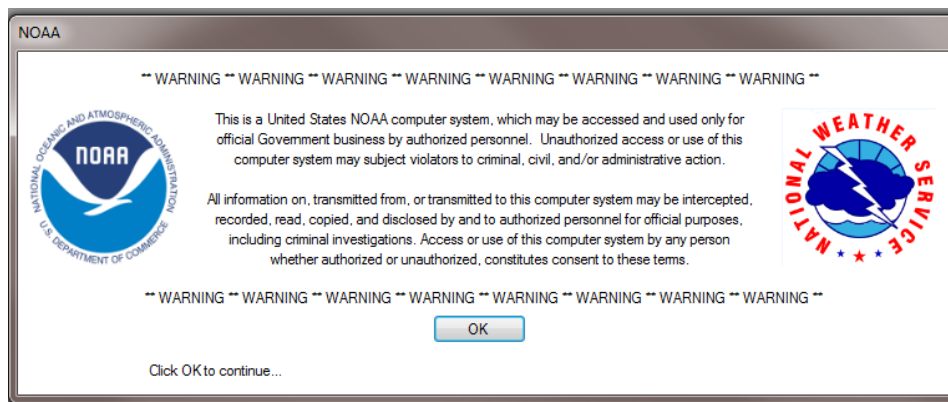 NOAA
** WARNING ** WARNING ** WARNING ** WARNING ** WARNING ** WARNING ** WARNING ** WARNING **
This is a United States NOAA computer system, which may be accessed and used only for
official Government business by authorized personnel.  Unauthorized access or use of this
computer system may subject violators to criminal, civil, and/or administrative action.
NATIONAL OCEANIC AND ATMOSPHERIC ADMINISTRATION
NOAA
U.S. DEPARTMENT OF COMMERCE
NATIONAL WEATHER SERVICE
All information on, transmitted from, or transmitted to this computer system may be intercepted,
recorded, read, copied, and disclosed by and to authorized personnel for official purposes,
including criminal investigations. Access or use of this computer system by any person
whether authorized or unauthorized, constitutes consent to these terms.
** WARNING ** WARNING ** WARNING ** WARNING ** WARNING ** WARNING ** WARNING ** WARNING **
OK
Click OK to continue...